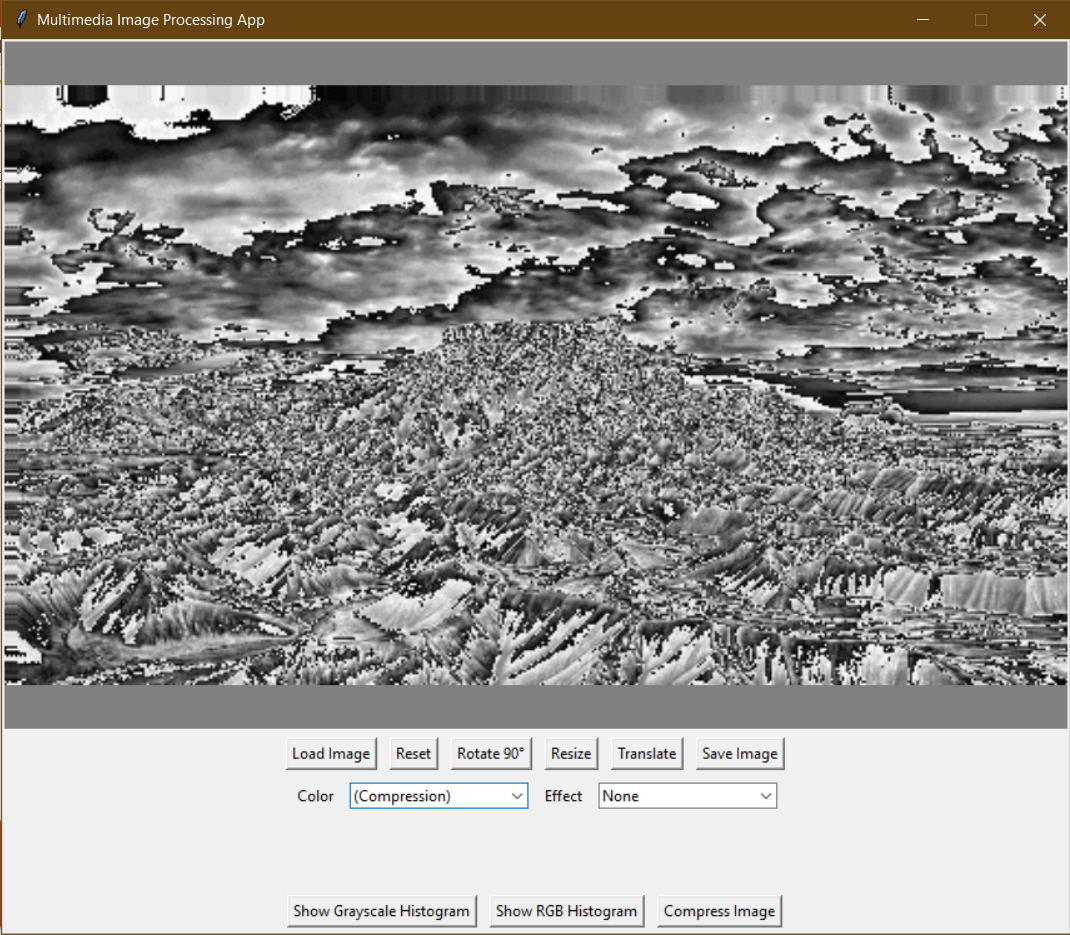 Multimedia Image Processing App
Load Image Reset Rotate 90° Resize Translate Save Image
Color (Compression) Effect None
Show Grayscale Histogram Show RGB Histogram Compress Image